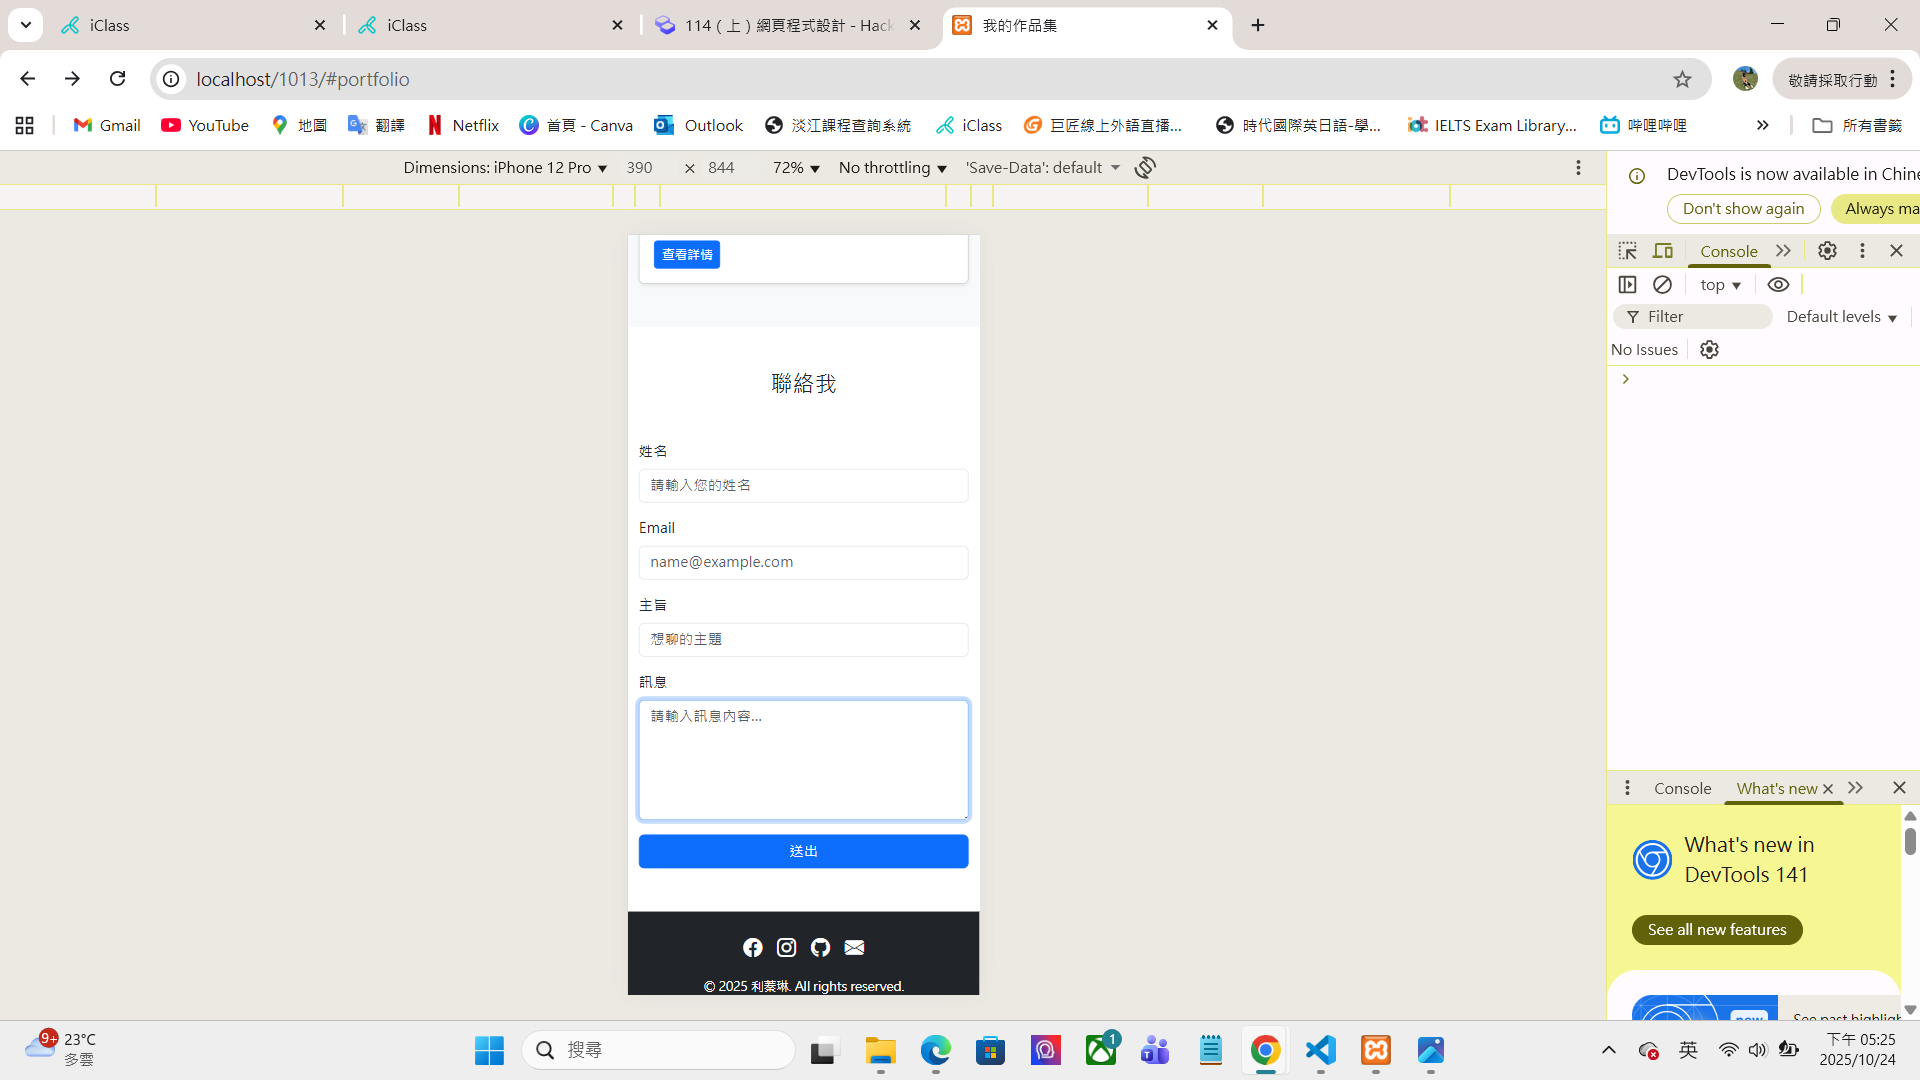 iClass
iClass
114（上）網頁程式設計 - Hack
我的作品集
localhost/1013/#portfolio
敬請採取行動
Gmail
YouTube
地圖
翻譯
Netflix
首頁 - Canva
Outlook
淡江課程查詢系統
iClass
巨匠線上外語直播...
時代國際英日語-學...
IELTS Exam Library...
哔哩哔哩
所有書籤
Dimensions: iPhone 12 Pro 390 × 844 72% No throttling 'Save-Data': default
DevTools is now available in Chine
Don't show again
Always ma
Console
top
Filter
Default levels
No Issues
查看詳情
聯絡我
姓名
請輸入您的姓名
Email
name@example.com
主旨
想聊的主題
訊息
請輸入訊息內容...
送出
© 2025 利蓁琳. All rights reserved.
Console
What's new
What's new in
DevTools 141
See all new features
new
See past highligh
9+
23°C
多雲
搜尋
1
英
下午 05:25
2025/10/24